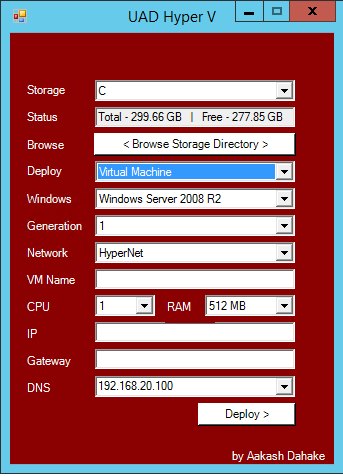 UAD Hyper V
Storage C
Status Total - 299.66 GB | Free - 277.85 GB
Browse < Browse Storage Directory >
Deploy Virtual Machine
Windows Windows Server 2008 R2
Generation 1
Network HyperNet
VM Name
CPU 1 RAM 512 MB
IP
Gateway
DNS 192.168.20.100
Deploy >
by Aakash Dahake